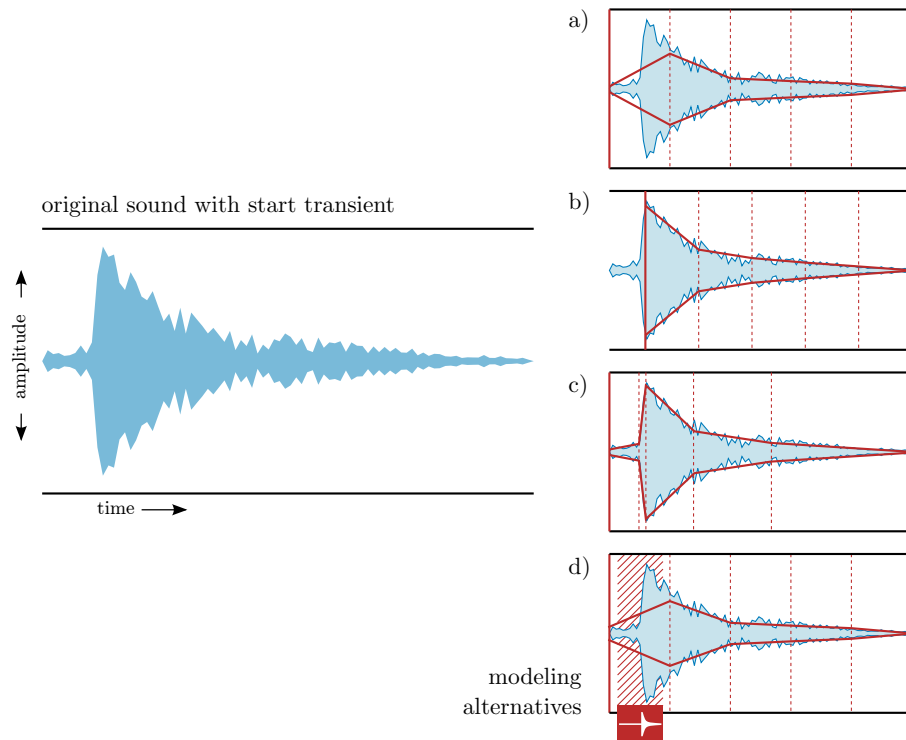 original sound with start transient
amplitude
time
a)
b)
c)
d)
modeling
alternatives